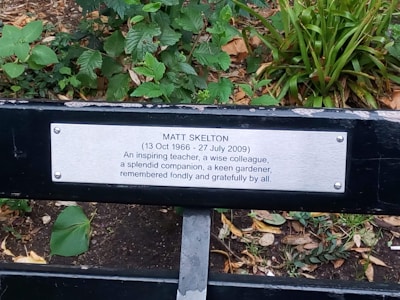 MATT SKELTON
(13 Oct 1966 - 27 July 2009)
An inspiring teacher, a wise colleague,
a splendid companion, a keen gardener,
remembered fondly and gratefully by all.